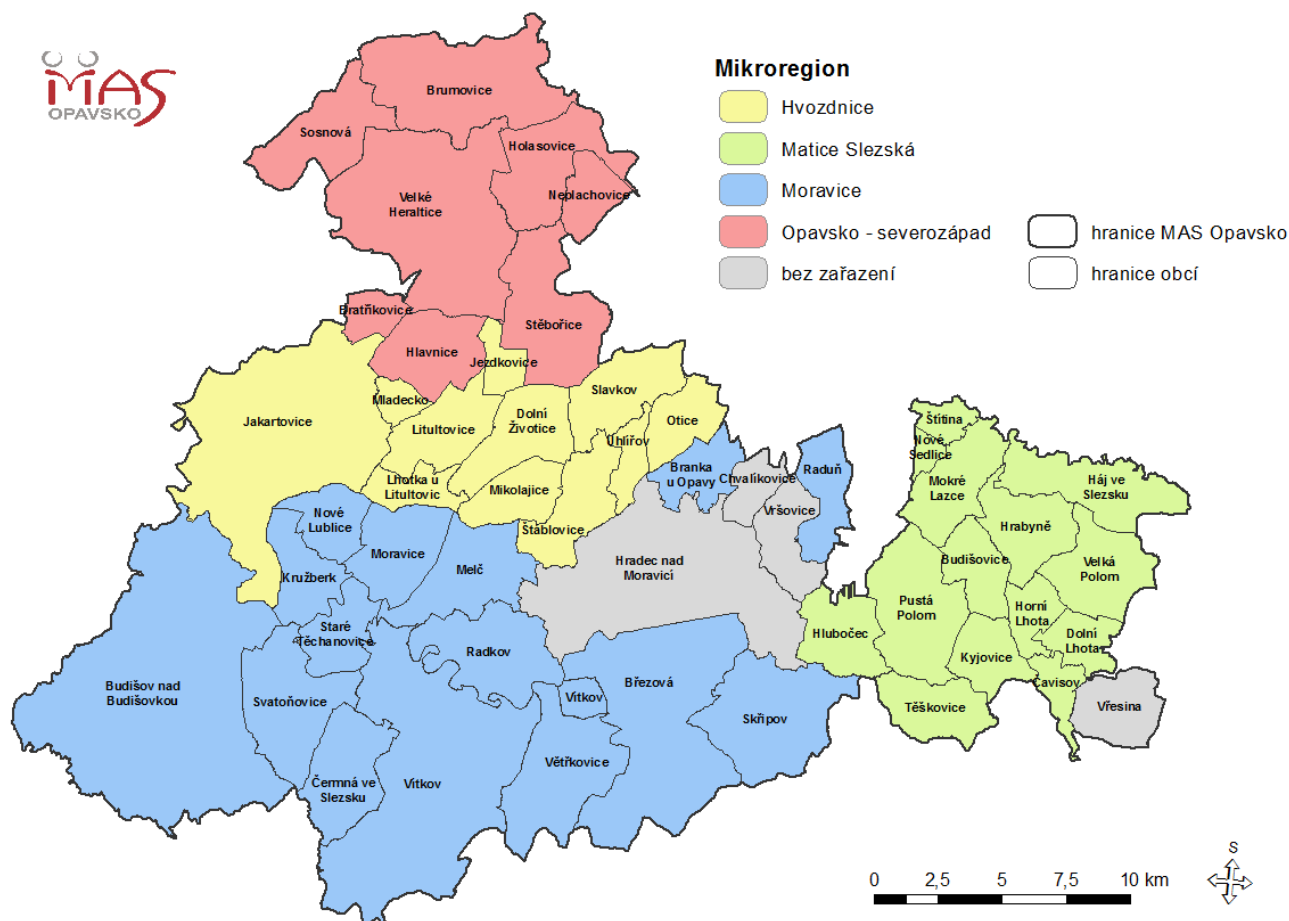 MAS
OPAVSKO
Mikroregion
Hvozdnice
Matice Slezská
Moravice
Opavsko - severozápad
bez zařazení
hranice MAS Opavsko
hranice obcí
Brumovice
Sosnová
Holasovice
Neplachovice
Velké
Heraltice
Bratříkovice
Stěbořice
Hlavnice
Jezdkovice
Slavkov
Mladecko
Jakartovice
Dolní
Životice
Otice
Litultovice
Uhlířov
Lhotka u
Litultovic
Mikolajice
Branka
u Opavy
Chvalíkovice
Raduň
Vršovice
Štítina
Nové
Sedlice
Mokré
Lazce
Háj ve
Slezsku
Hrabyně
Nové
Lublice
Moravice
Stáblovice
Melč
Hradec nad
Moravicí
Budišovice
Velká
Polom
Kružberk
Pustá
Polom
Horní
Lhota
Staré
Těchanovice
Hlubočec
Dolní
Lhota
Radkov
Kyjovice
Budišov nad
Budišovkou
Svatoňovice
Vítkov
Březová
Čavisov
Skřipov
Těškovice
Vřesina
Větřkovice
Čermná ve
Slezsku
Vítkov
S
0 2,5 5 7,5 10 km